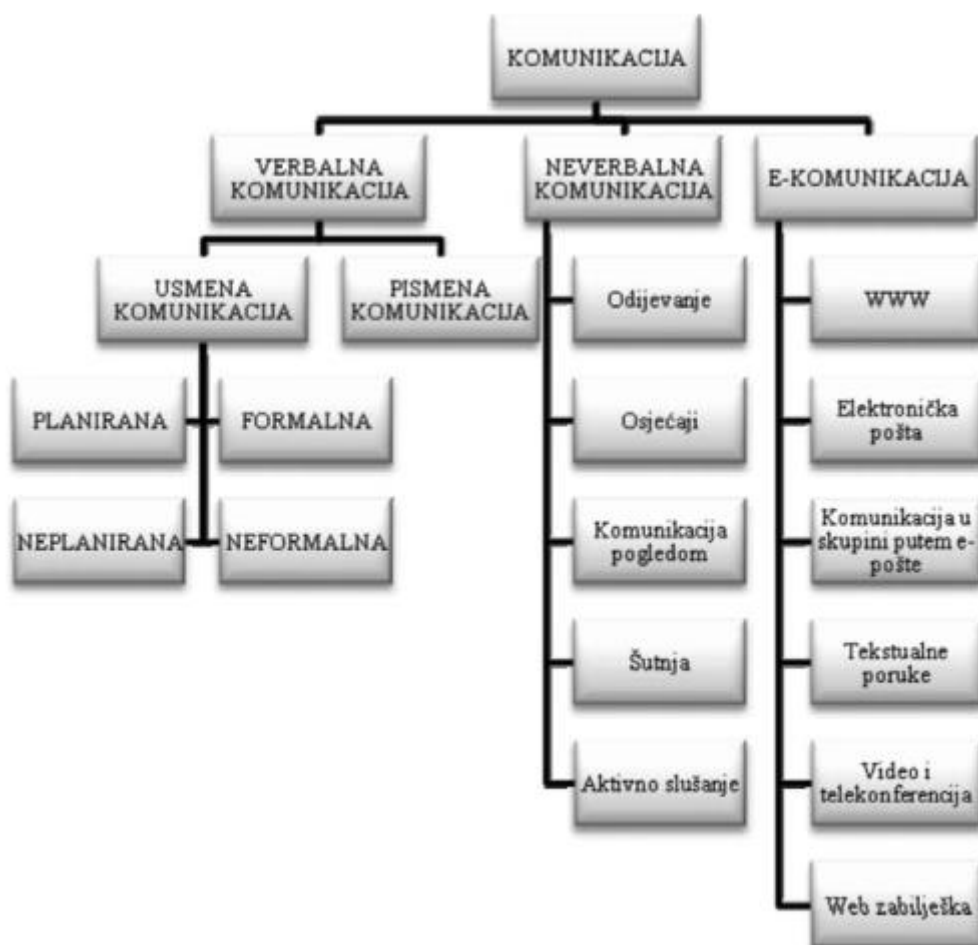 KOMUNIKACIJA
VERBALNA
KOMUNIKACIJA
NEVERBALNA
KOMUNIKACIJA
E-KOMUNIKACIJA
USMENA
KOMUNIKACIJA
PISMENA
KOMUNIKACIJA
PLANIRANA
FORMALNA
NEPLANIRANA
NEFORMALNA
Odijevanje
Osjećaji
Komunikacija
pogledom
Šutnja
Aktivno slušanje
WWW
Elektronička
pošta
Komunikacija u
skupini putem e-
pošte
Tekstualne
poruke
Video i
telekonferencija
Web zabilješka